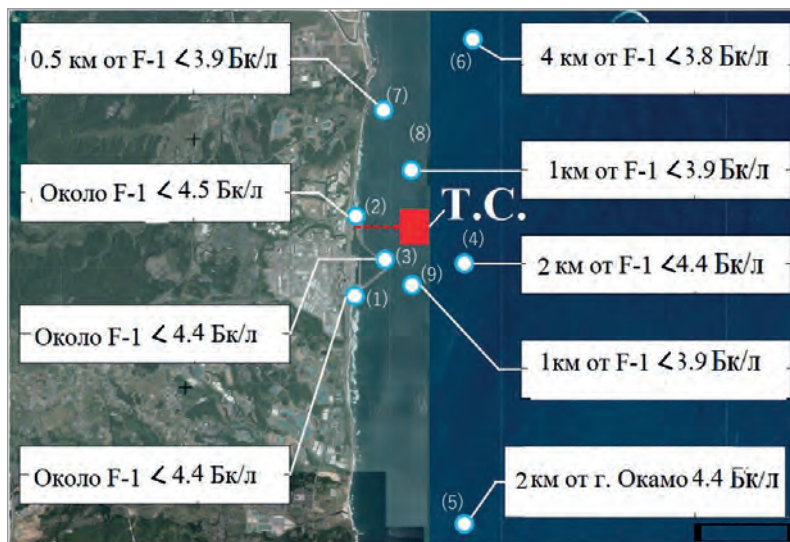 0.5 км от F-1 <3.9 Бк/л
(6)
4 км от F-1 <3.8 Бк/л
(7)
(8)
1км от F-1 <3.9 Бк/л
Около F-1 < 4.5 Бк/л
(2)
Т.С.
(3)
(4)
2 км от F-1 <4.4 Бк/л
(9)
(1)
Около F-1 < 4.4 Бк/л
1км от F-1 <3.9 Бк/л
Около F-1 < 4.4 Бк/л
2 км от г. Окамо 4.4 Бк/л
(5)